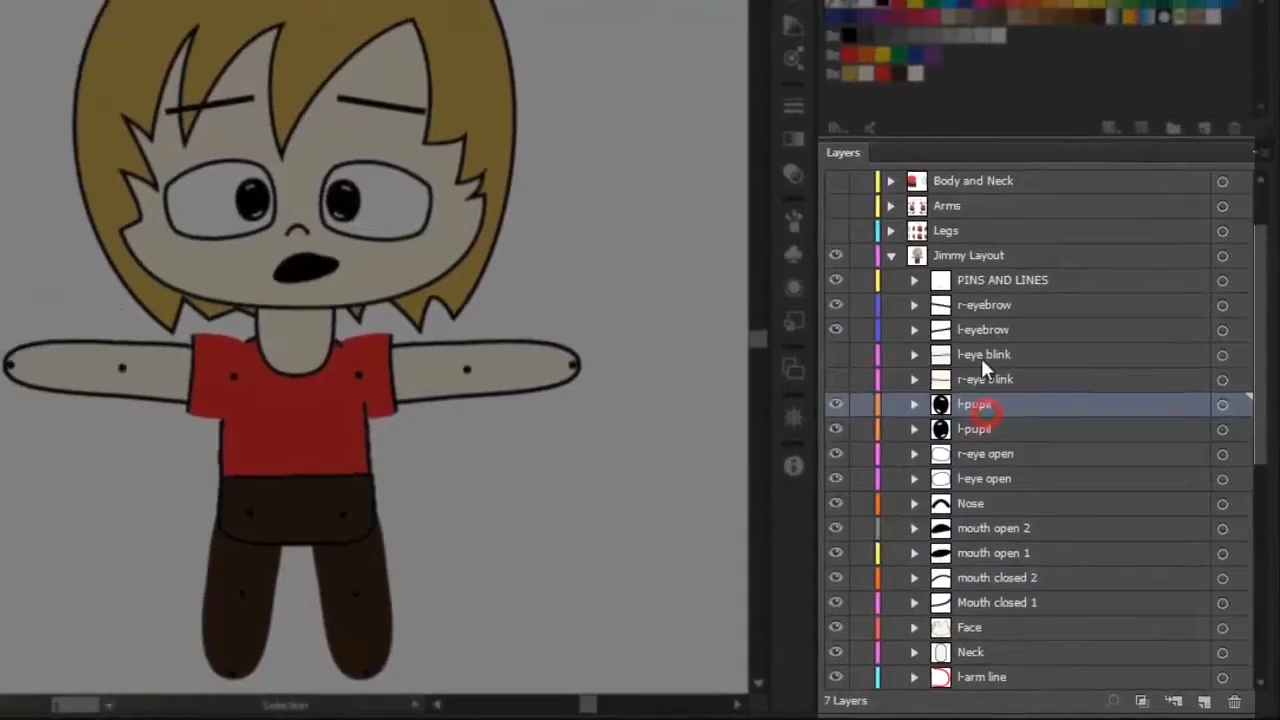 Layers
Body and Neck
Arms
Legs
Jimmy Layout
PINS AND LINES
r-eyebrow
l-eyebrow
l-eye blink
r-eye blink
l-pupil
l-pupil
r-eye open
l-eye open
Nose
mouth open 2
mouth open 1
mouth closed 2
Mouth closed 1
Face
Neck
l-arm line
7 Layers
Selection